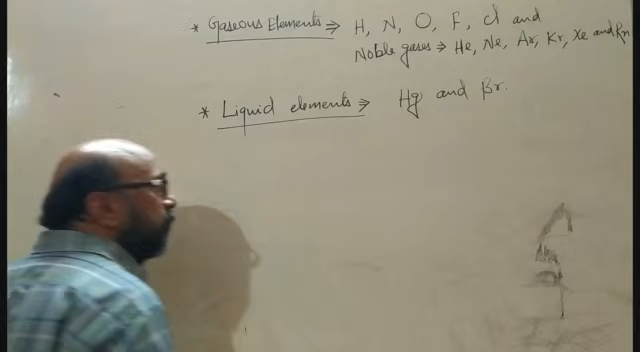 * Gaseous Elements ⇒ H, N, O, F, Cl and
Noble gases → He, Ne, Ar, Kr, Xe and Rn
* Liquid elements ⇒ Hg and Br.